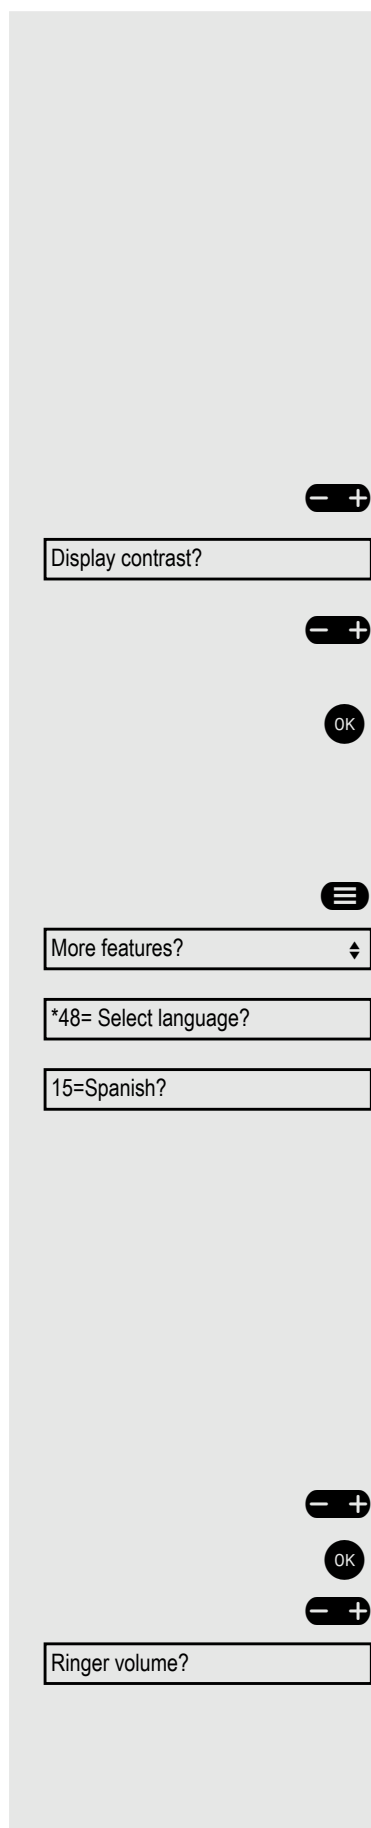 Display contrast?
OK
More features?
*48= Select language?
15=Spanish?
OK
Ringer volume?